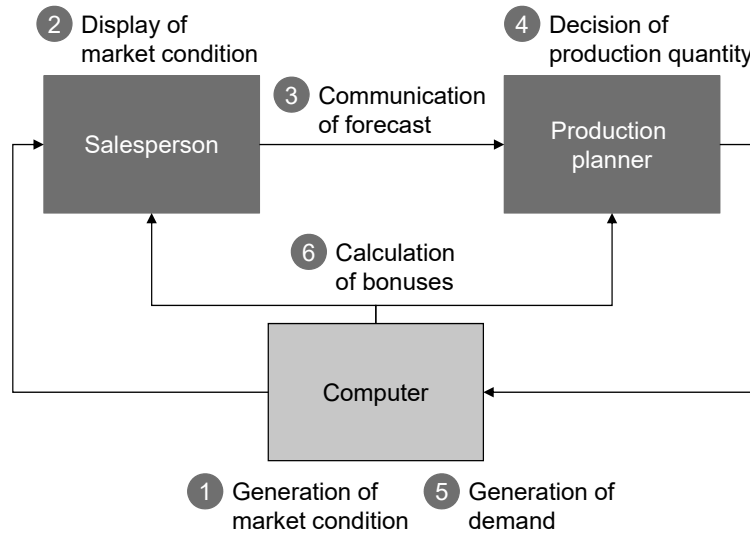 2 Display of
market condition
4 Decision of
production quantity
3 Communication
of forecast
Salesperson
Production
planner
6 Calculation
of bonuses
Computer
1 Generation of
market condition
5 Generation of
demand